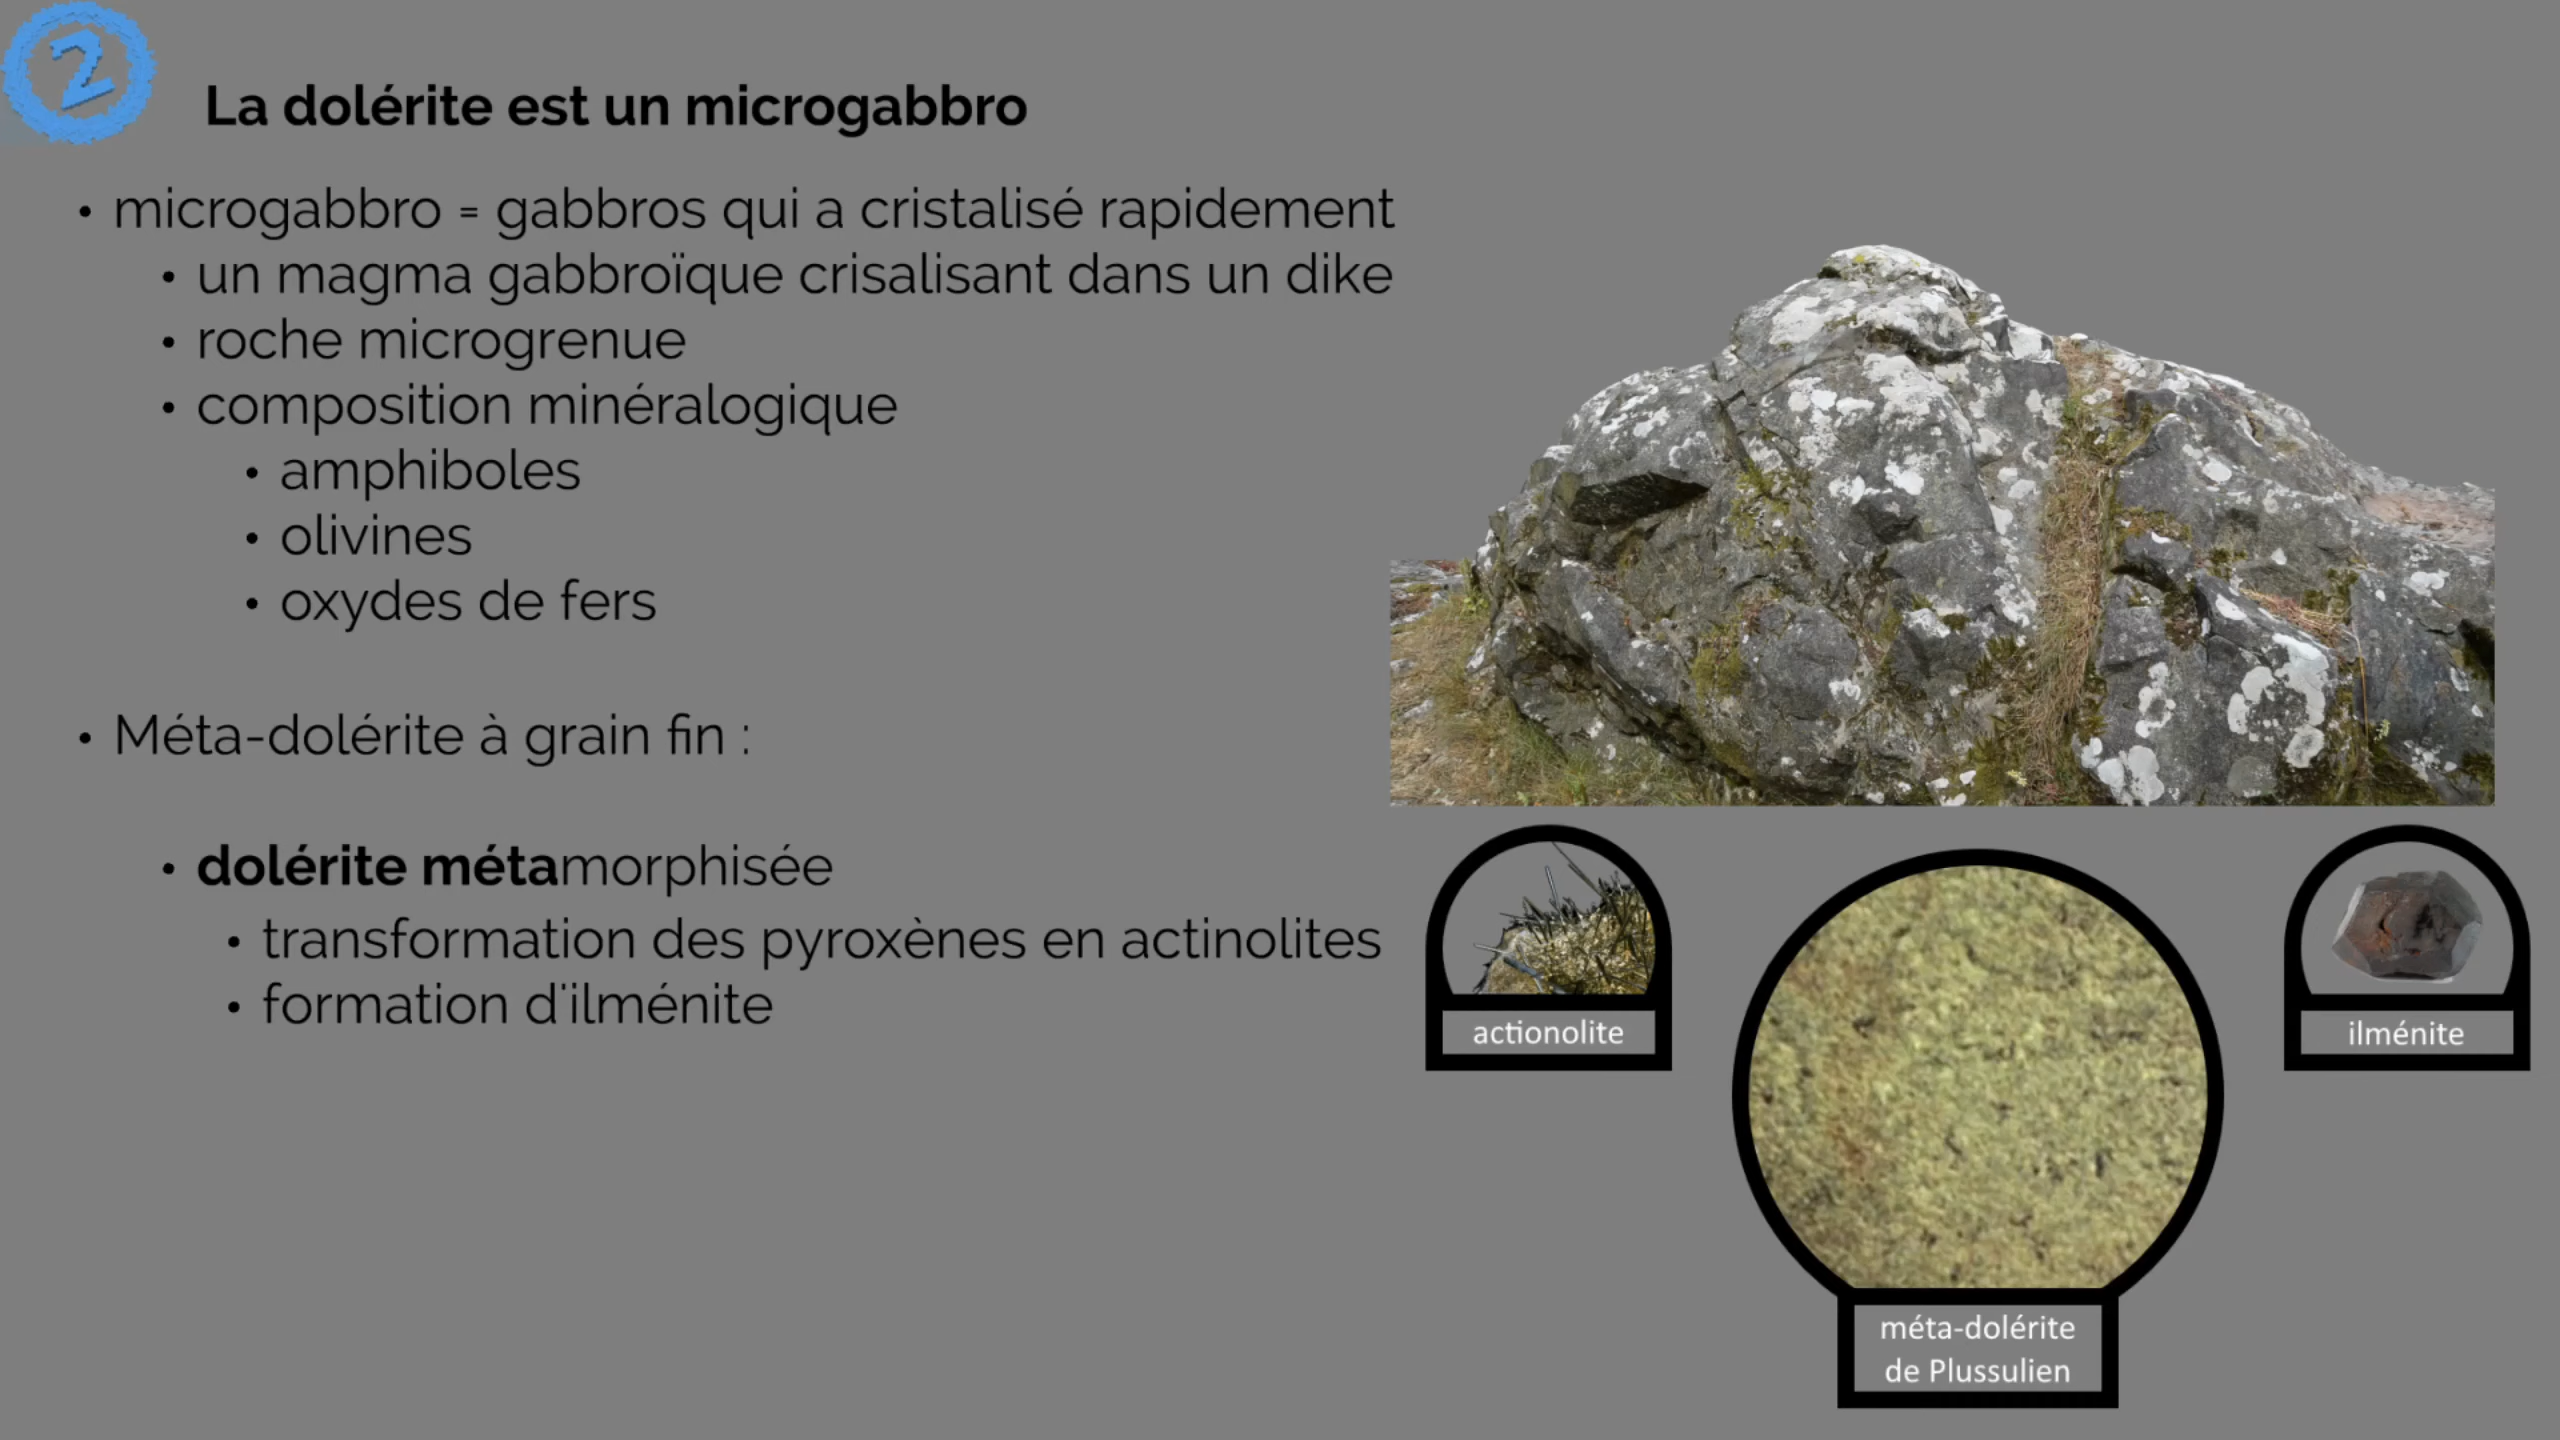 2
La dolérite est un microgabbro
• microgabbro = gabbros qui a cristalisé rapidement
• un magma gabbroïque crisalisant dans un dike
• roche microgrenue
• composition minéralogique
• amphiboles
• olivines
• oxydes de fers
• Méta-dolérite à grain fin :
• dolérite métamorphisée
• transformation des pyroxènes en actinolites
• formation d'ilménite
actionolite
ilménite
méta-dolérite
de Plussulien